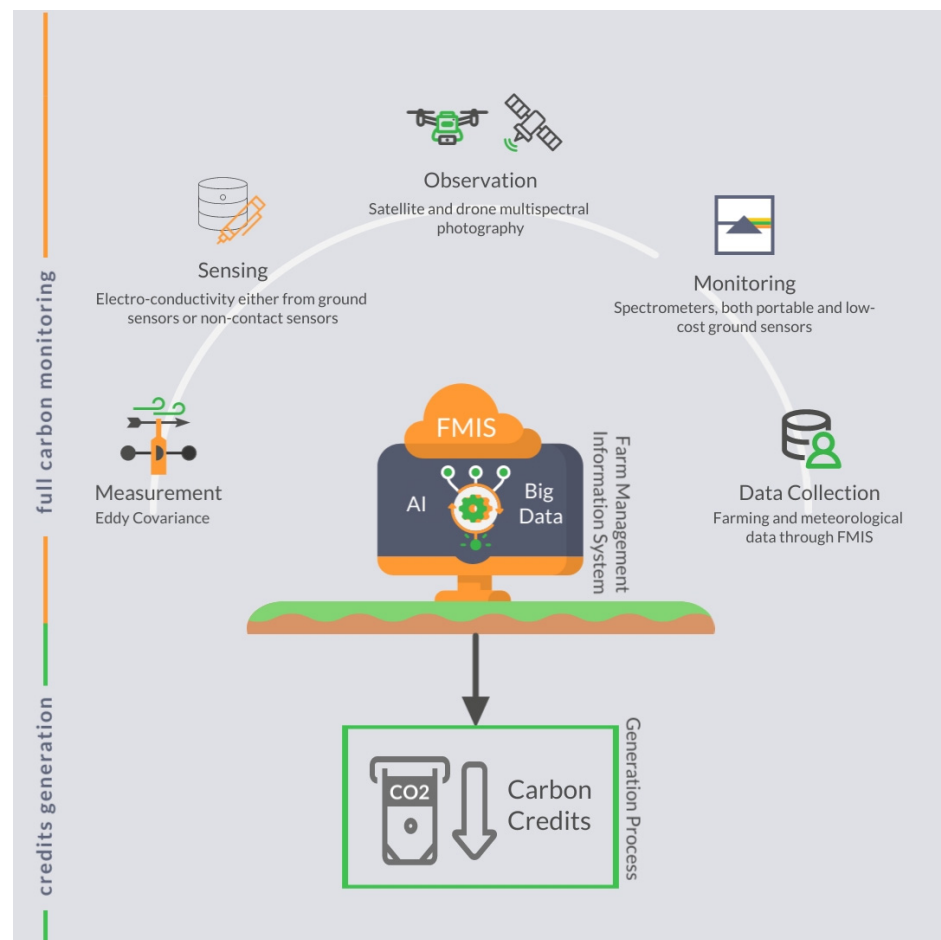 full carbon monitoring
Observation
Satellite and drone multispectral
photography
Sensing
Electro-conductivity either from ground
sensors or non-contact sensors
Monitoring
Spectrometers, both portable and low-
cost ground sensors
Measurement
Eddy Covariance
FMIS
AI
Big
Data
Farm Management
Information System
Data Collection
Farming and meteorological
data through FMIS
credits generation
CO2
Carbon
Credits
Generation Process